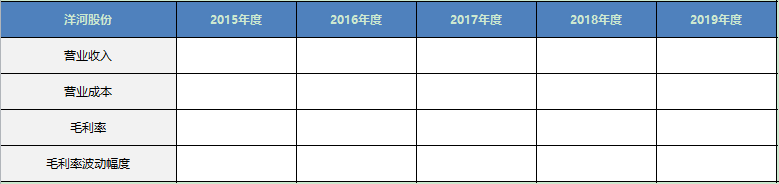 洋河股份 2015年度 2016年度 2017年度 2018年度 2019年度
营业收入
营业成本
毛利率
毛利率波动幅度